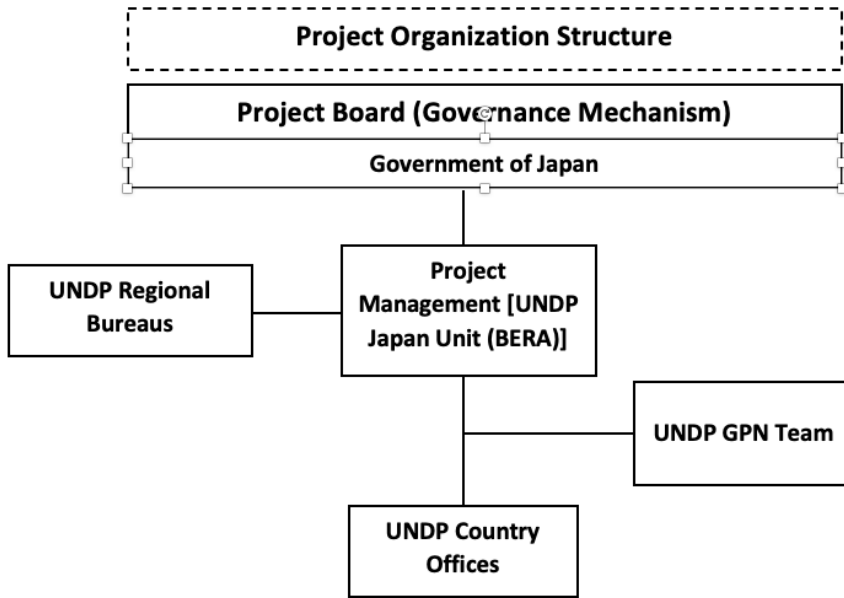 Project Organization Structure
Project Board (Governance Mechanism)
Government of Japan
Project
Management [UNDP
Japan Unit (BERA)]
UNDP Regional
Bureaus
UNDP GPN Team
UNDP Country
Offices